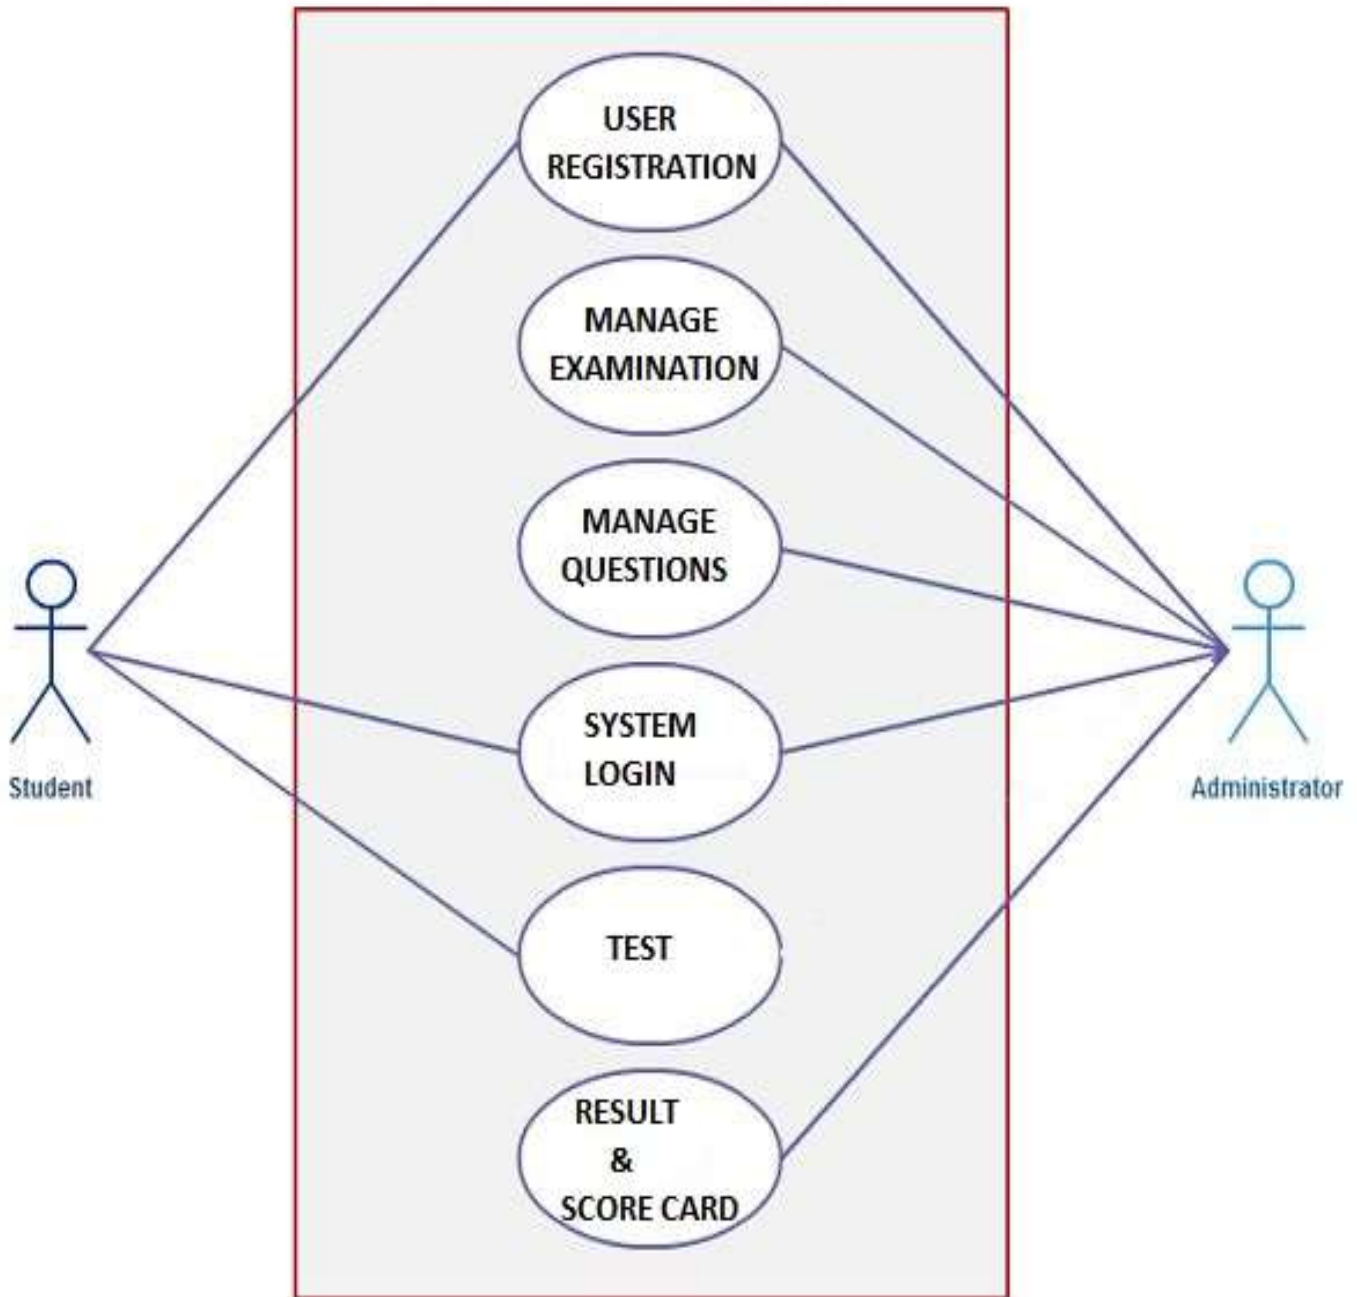 USER
REGISTRATION
MANAGE
EXAMINATION
MANAGE
QUESTIONS
SYSTEM
LOGIN
Student
Administrator
TEST
RESULT
&
SCORE CARD